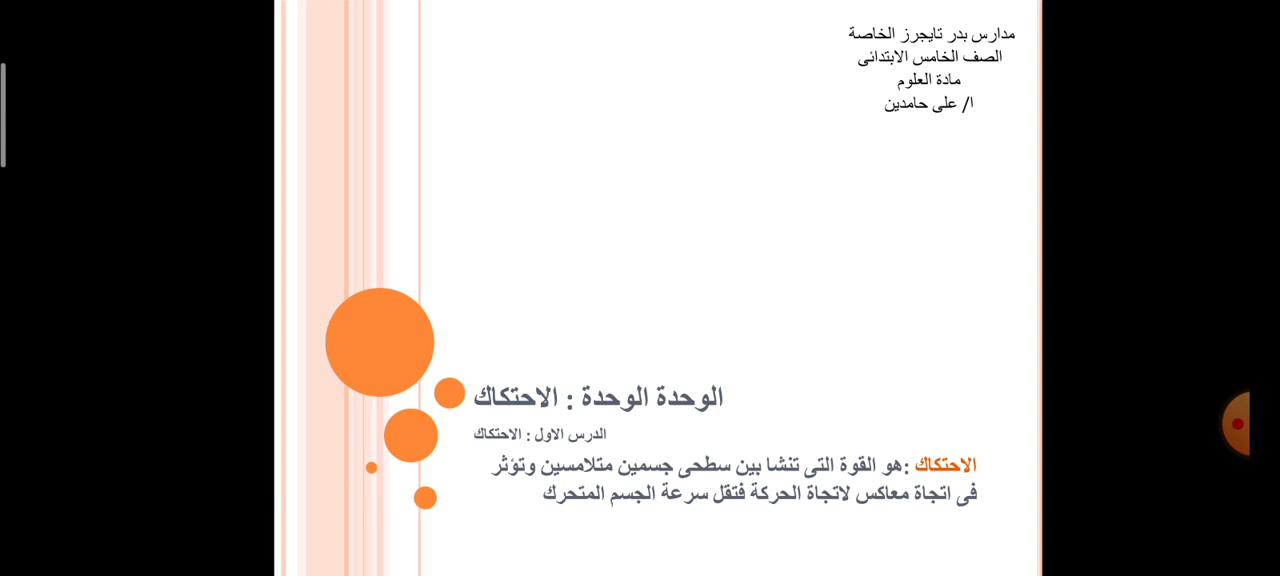 مدارس بدر تايجرز الخاصة
الصف الخامس الابتدائى
مادة العلوم
ا/ على حامدين
الوحدة الوحدة : الاحتكاك
الدرس الاول : الاحتكاك
الاحتكاك :هو القوة التى تنشا بين سطحى جسمين متلامسين وتؤثر
فى اتجاة معاكس لاتجاة الحركة فتقل سرعة الجسم المتحرك